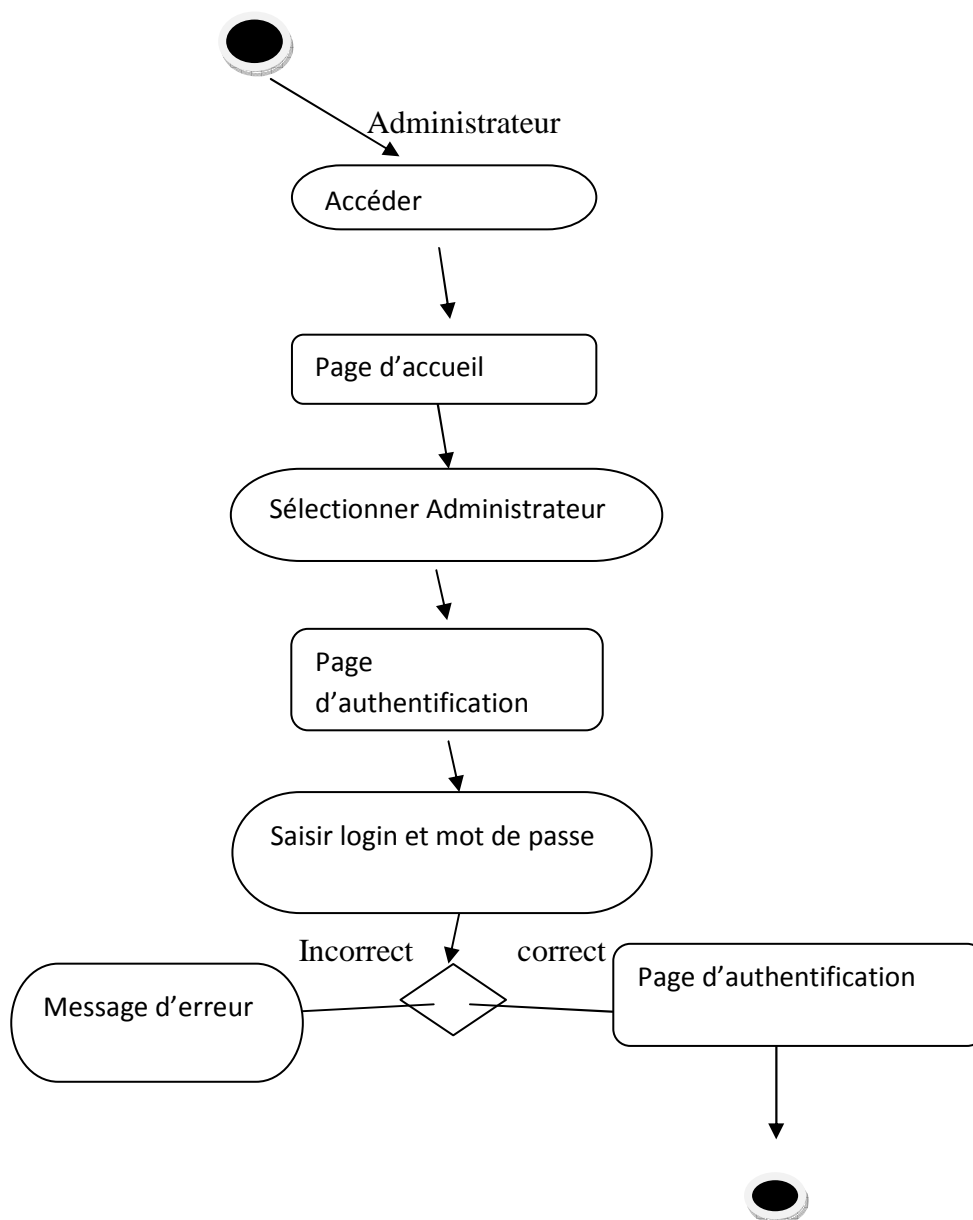 Administrateur
Accéder
Page d'accueil
Sélectionner Administrateur
Page
d'authentification
Saisir login et mot de passe
Incorrect
correct
Message d'erreur
Page d'authentification